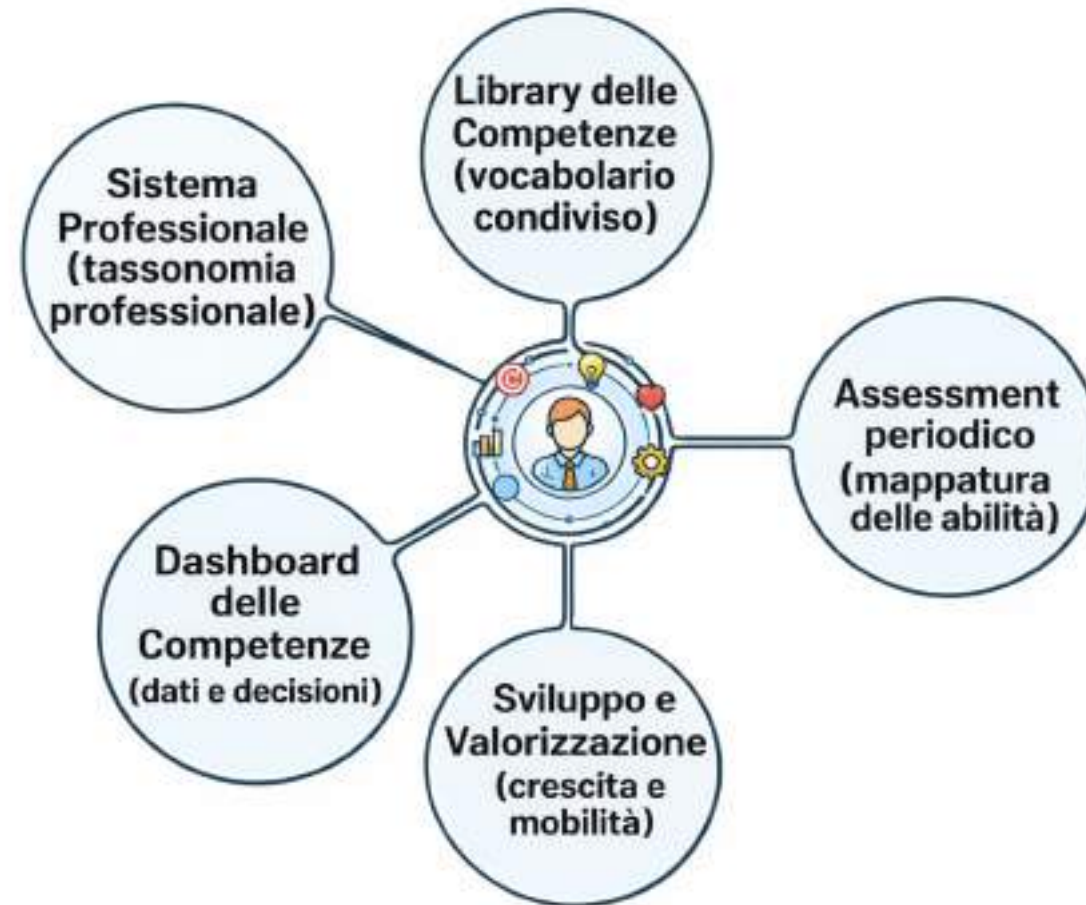 Library delle
Competenze
(vocabolario
condiviso)
Sistema
Professionale
(tassonomia
professionale)
Assessment
periodico
(mappatura
delle abilità)
Dashboard
delle
Competenze
(dati e decisioni)
Sviluppo e
Valorizzazione
(crescita e
mobilità)